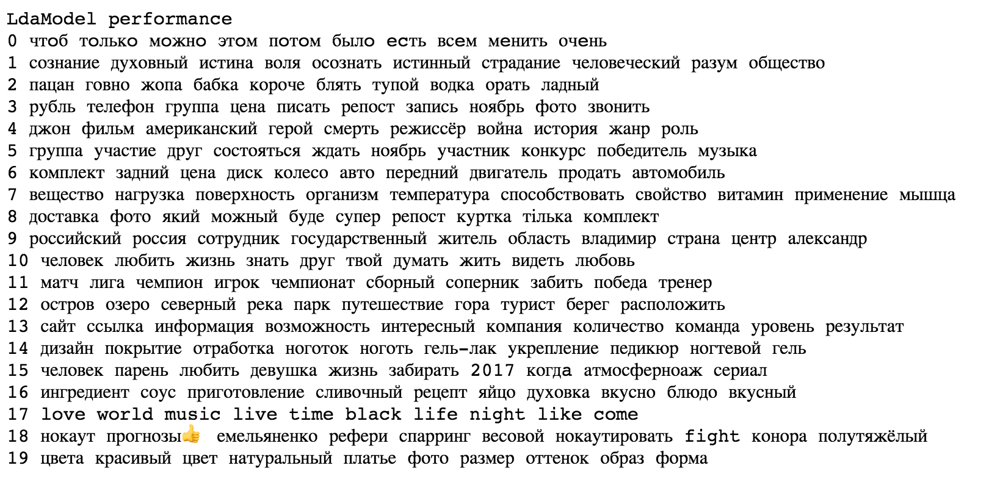 LdaModel performance
0 чтоб только можно этом потом было есть всем менить очень
1 сознание духовный истина воля осознать истинный страдание человеческий разум общество
2 пацан говно жопа бабка короче блять тупой водка орать ладный
3 рубль телефон группа цена писать репост запись ноябрь фото звонить
4 джон фильм американский герой смерть режиссёр война история жанр роль
5 группа участие друг состояться ждать ноябрь участник конкурс победитель музыка
6 комплект задний цена диск колесо авто передний двигатель продать автомобиль
7 вещество нагрузка поверхность организм температура способствовать свойство витамин применение мышца
8 доставка фото який можный буде супер репост куртка тілька комплект
9 российский россия сотрудник государственный житель область владимир страна центр александр
10 человек любить жизнь знать друг твой думать жить видеть любовь
11 матч лига чемпион игрок чемпионат сборный соперник забить победа тренер
12 остров озеро северный река парк путешествие гора турист берег расположить
13 сайт ссылка информация возможность интересный компания количество команда уровень результат
14 дизайн покрытие отработка ноготок ноготь гель-лак укрепление педикюр ногтевой гель
15 человек парень любить девушка жизнь забирать 2017 когда атмосферноаж сериал
16 ингредиент соус приготовление сливочный рецепт яйцо духовка вкусно блюдо вкусный
17 love world music live time black life night like come
18 нокаут прогнозы👍 емельяненко рефери спарринг весовой нокаутировать fight конора полутяжёлый
19 цвета красивый цвет натуральный платье фото размер оттенок образ форма